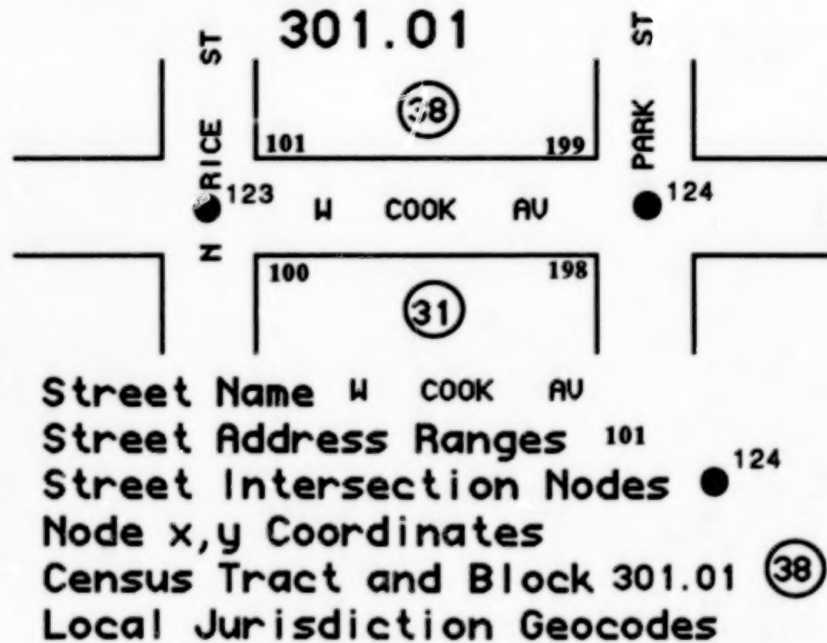 301.01
N RICE ST
PARK ST
38
101 199
123 W COOK AV 124
100 198
31
Street Name W COOK AV
Street Address Ranges 101
Street Intersection Nodes 124
Node x,y Coordinates
Census Tract and Block 301.01 38
Local Jurisdiction Geocodes